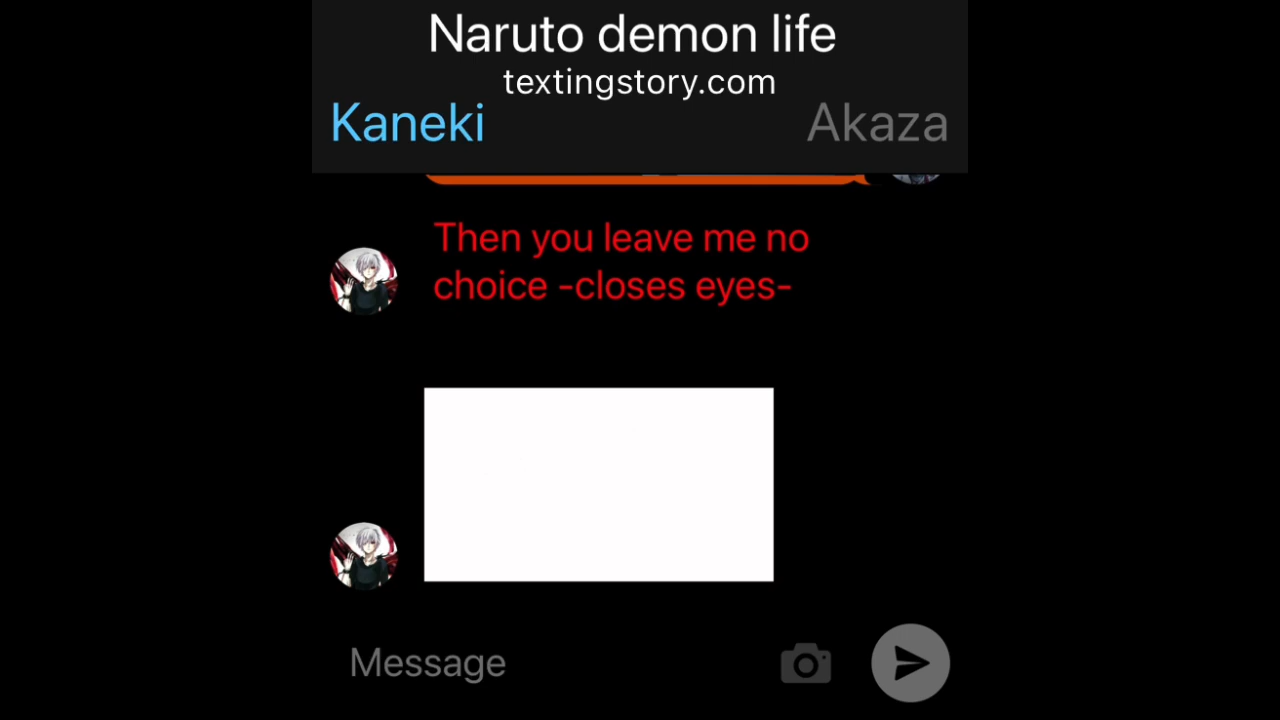 Naruto demon life
textingstory.com
Kaneki
Akaza
Then you leave me no
choice -closes eyes-
Message